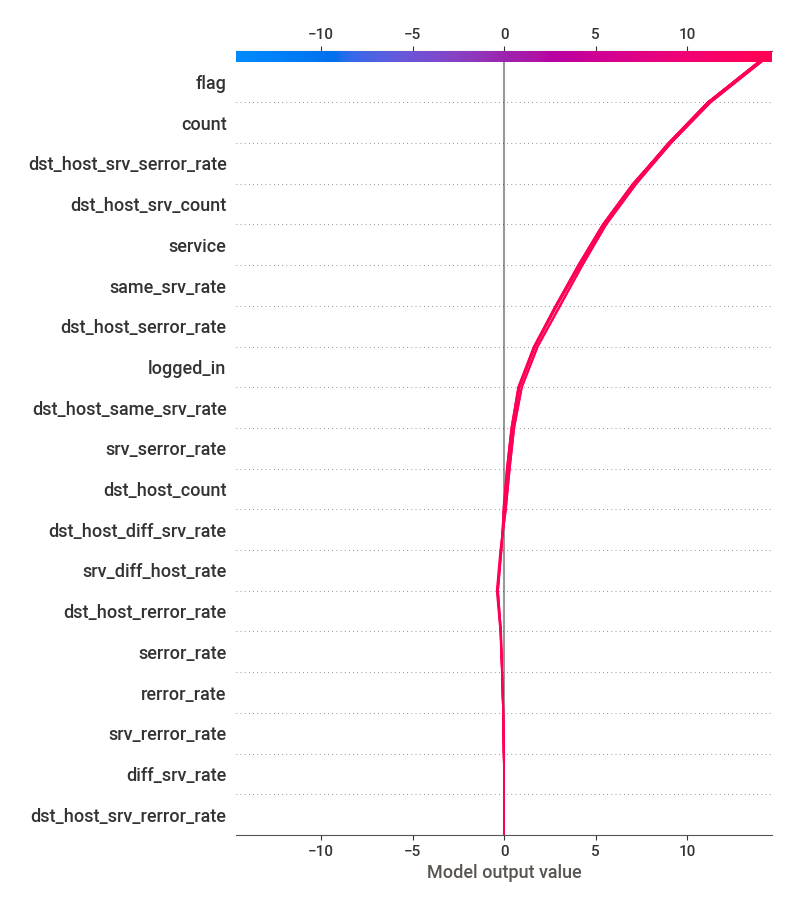 −10 −5 0 5 10
flag
count
dst_host_srv_serror_rate
dst_host_srv_count
service
same_srv_rate
dst_host_serror_rate
logged_in
dst_host_same_srv_rate
srv_serror_rate
dst_host_count
dst_host_diff_srv_rate
srv_diff_host_rate
dst_host_rerror_rate
serror_rate
rerror_rate
srv_rerror_rate
diff_srv_rate
dst_host_srv_rerror_rate
−10 −5 0 5 10
Model output value